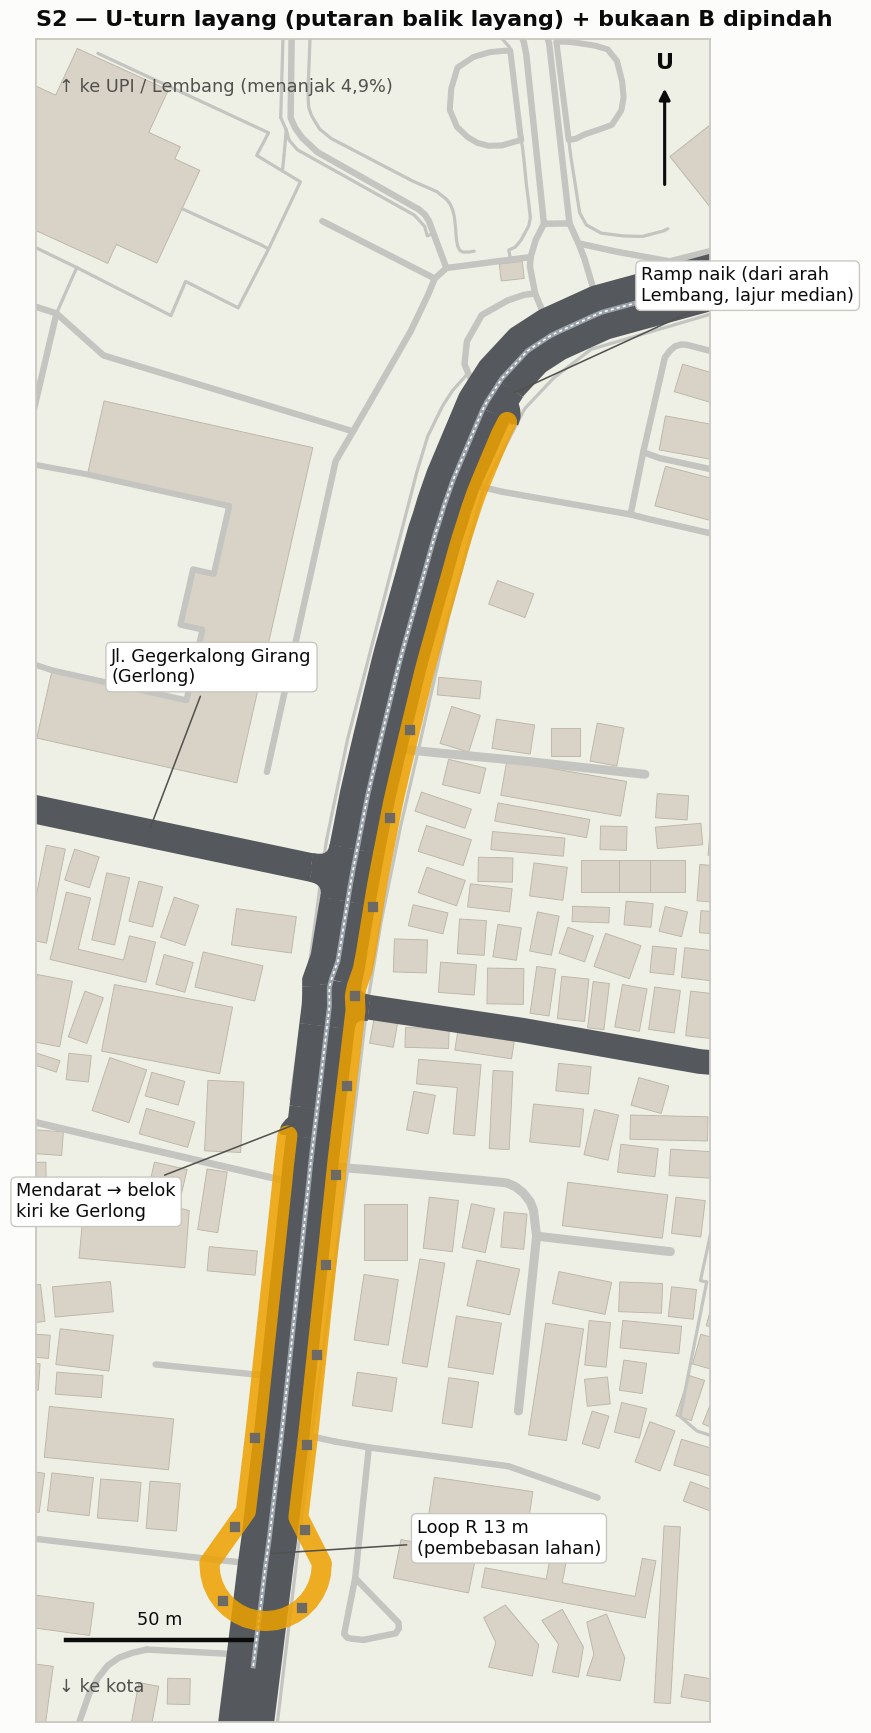 S2 — U-turn layang (putaran balik layang) + bukaan B dipindah
↑ ke UPI / Lembang (menanjak 4,9%)
U
Ramp naik (dari arah
Lembang, lajur median)
Jl. Gegerkalong Girang
(Gerlong)
Mendarat → belok
kiri ke Gerlong
Loop R 13 m
(pembebasan lahan)
50 m
↓ ke kota